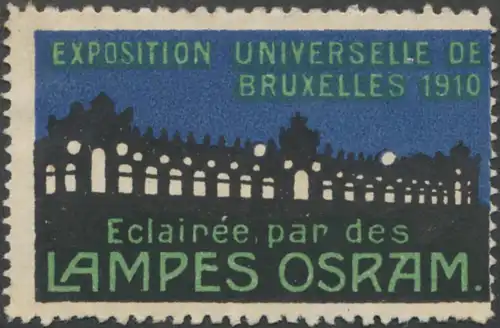 EXPOSITION UNIVERSELLE DE
BRUXELLES 1910
Eclairée par des
LAMPES OSRAM.